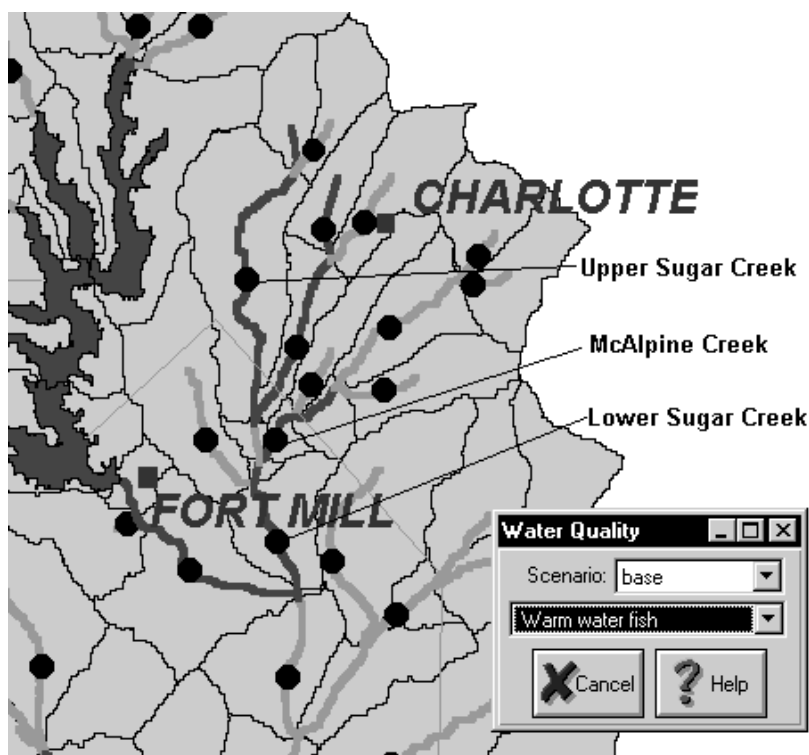 CHARLOTTE
Upper Sugar Creek
McAlpine Creek
Lower Sugar Creek
FORT MILL
Water Quality
Scenario: base
Warm water fish
Cancel Help